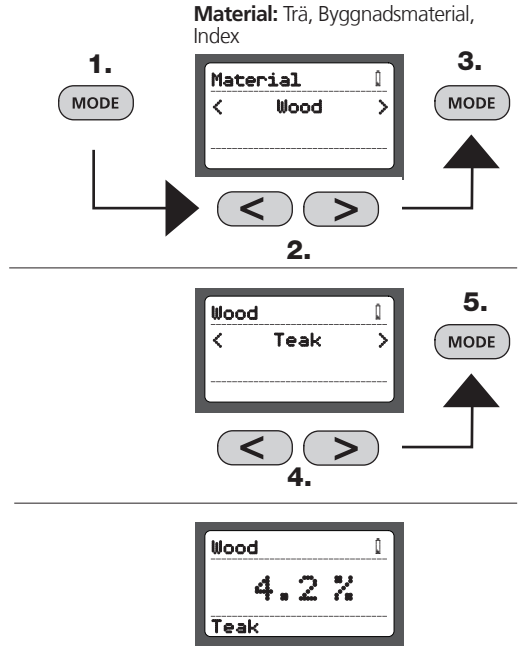 Material: Trä, Byggnadsmaterial,
Index
1.
MODE
Material
< Wood >
3.
MODE
< >
2.
Wood
< Teak >
5.
MODE
< >
4.
Wood
4.2 %
Teak